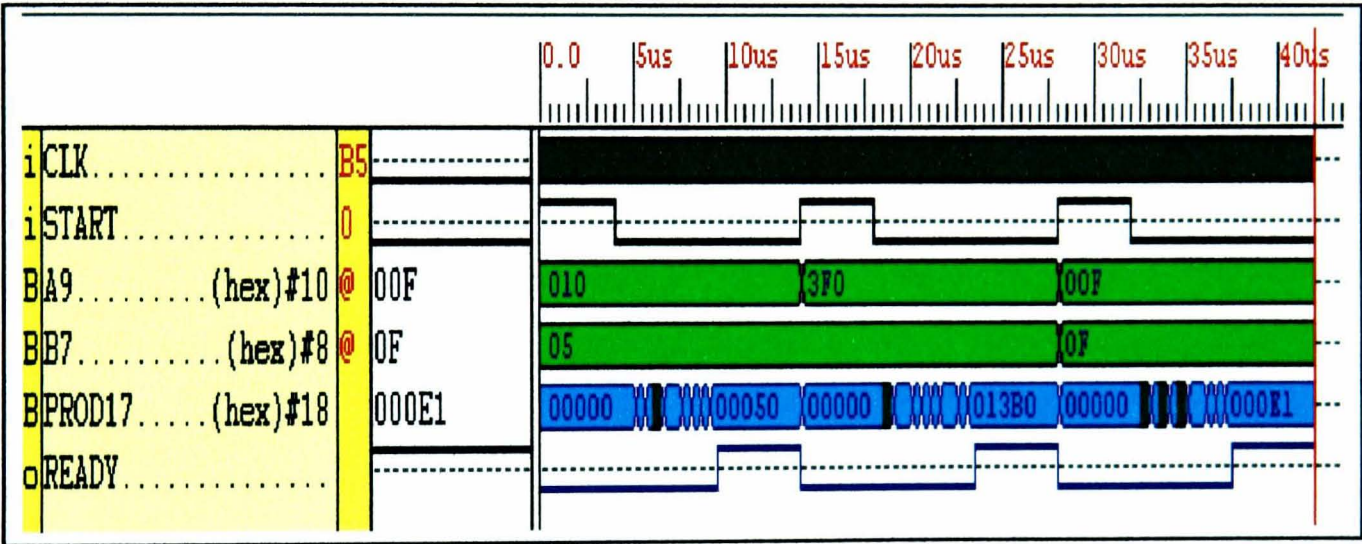 0.0 5us 10us 15us 20us 25us 30us 35us 40us
i CLK................ B5
i START.............. 0
B A9.........(hex)#10 @ 00F 010 3F0 00F
B B7.........(hex)#8 @ 0F 05 0F
B PROD17.....(hex)#18 000E1 00000 00050 00000 013B0 00000 000E1
o READY..............